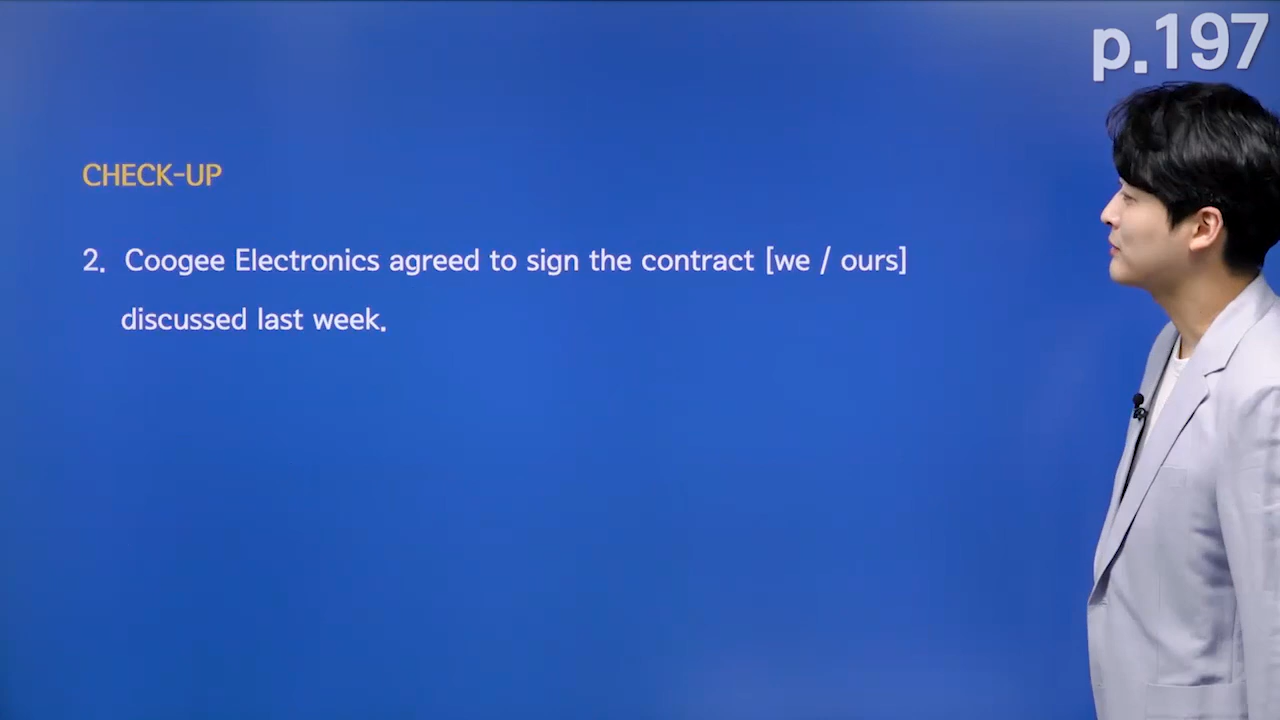 p.197
CHECK-UP
2. Coogee Electronics agreed to sign the contract [we / ours]
discussed last week.